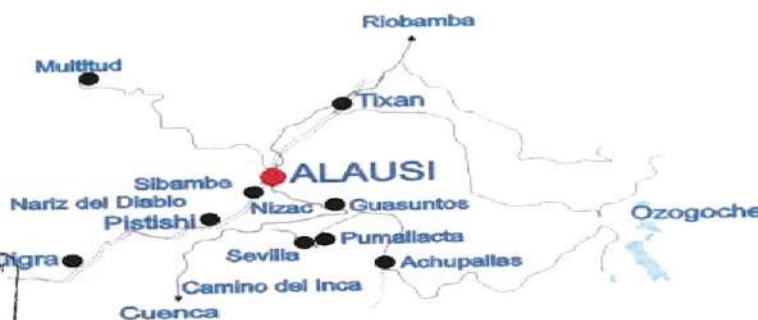 Riobamba
Multitud
Tixan
ALAUSI
Sibambe
Nariz del Diablo
Nizac
Guasuntos
Pistishi
Ozogoche
Pumallacta
Sevilla
Achupallas
Camino del Inca
Cuenca